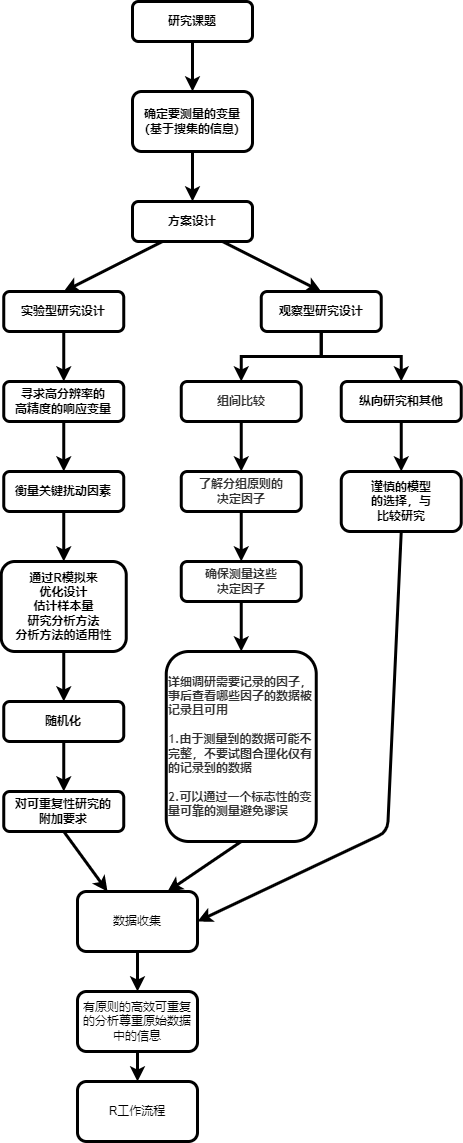 研究课题
确定要测量的变量
(基于搜集的信息)
方案设计
实验型研究设计
观察型研究设计
寻求高分辨率的
高精度的响应变量
组间比较
纵向研究和其他
衡量关键扰动因素
了解分组原则的
决定因子
谨慎的模型
的选择，与
比较研究
通过R模拟来
优化设计
估计样本量
研究分析方法
分析方法的适用性
确保测量这些
决定因子
随机化
对可重复性研究的
附加要求
详细调研需要记录的因子，
事后查看哪些因子的数据被
记录且可用
1.由于测量到的数据可能不
完整，不要试图合理化仅有
的记录到的数据
2.可以通过一个标志性的变
量可靠的测量避免谬误
数据收集
有原则的高效可重复
的分析尊重原始数据
中的信息
R工作流程